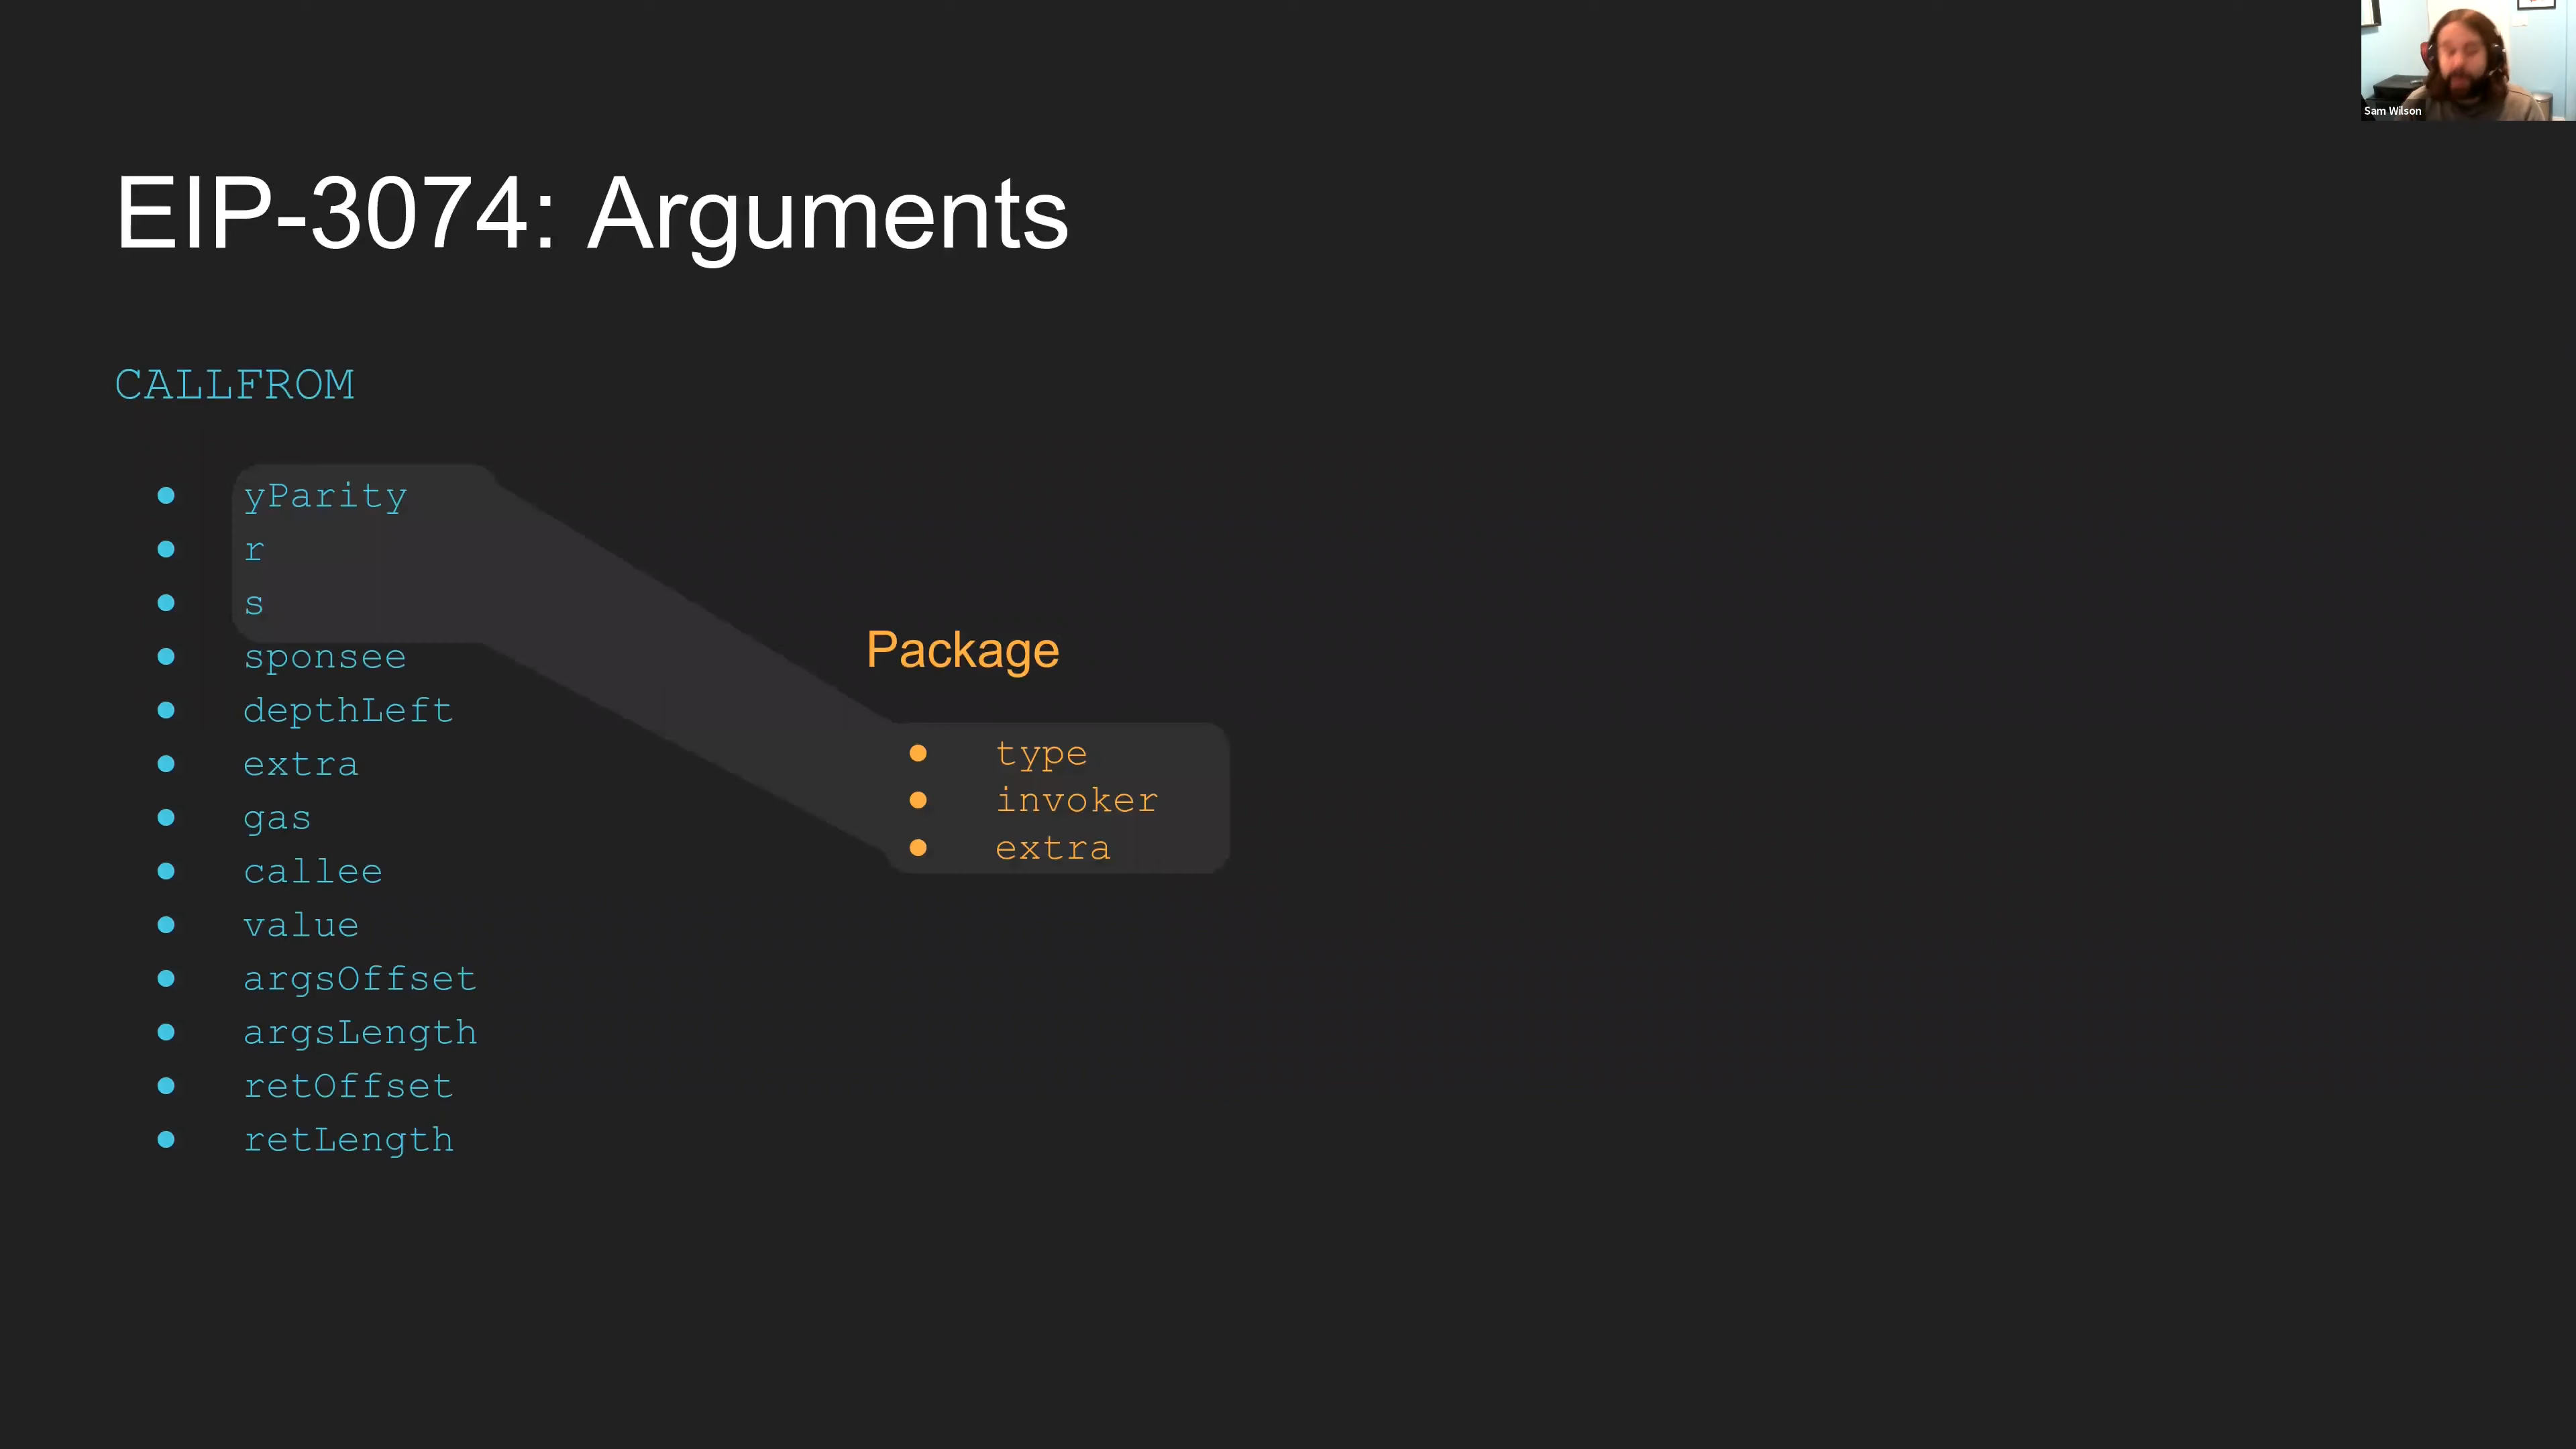 Sam Wilson
EIP-3074: Arguments
CALLFROM
yParity
r
s
sponsee
depthLeft
extra
gas
callee
value
argsOffset
argsLength
retOffset
retLength
Package
type
invoker
extra